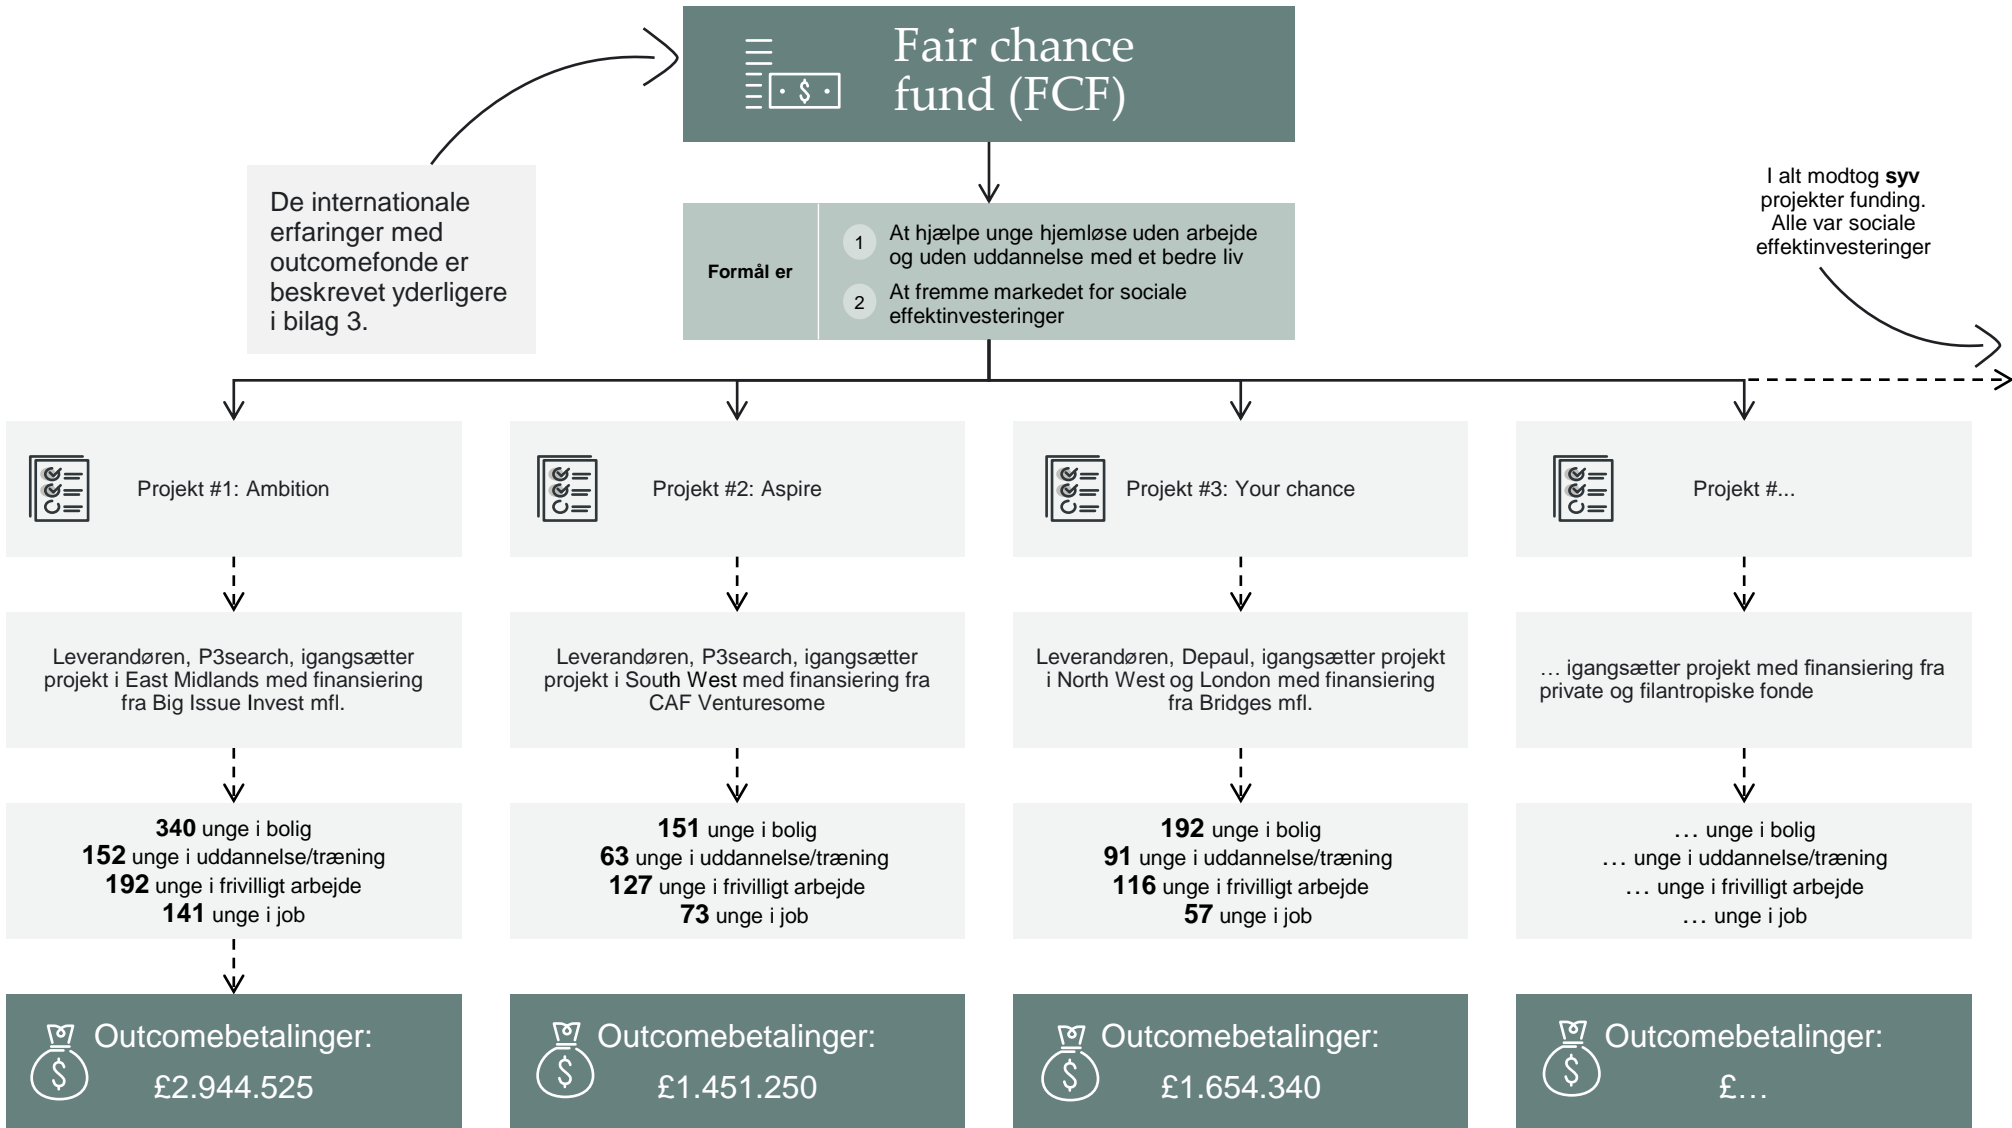 Fair chance
fund (FCF)
De internationale
erfaringer med
outcomefonde er
beskrevet yderligere
i bilag 3.
I alt modtog syv
projekter funding.
Alle var sociale
effektinvesteringer
Formål er
1 At hjælpe unge hjemløse uden arbejde
og uden uddannelse med et bedre liv
2 At fremme markedet for sociale
effektinvesteringer
Projekt #1: Ambition
Projekt #2: Aspire
Projekt #3: Your chance
Projekt #...
Leverandøren, P3search, igangsætter
projekt i East Midlands med finansiering
fra Big Issue Invest mfl.
Leverandøren, P3search, igangsætter
projekt i South West med finansiering fra
CAF Venturesome
Leverandøren, Depaul, igangsætter projekt
i North West og London med finansiering
fra Bridges mfl.
… igangsætter projekt med finansiering fra
private og filantropiske fonde
340 unge i bolig
152 unge i uddannelse/træning
192 unge i frivilligt arbejde
141 unge i job
151 unge i bolig
63 unge i uddannelse/træning
127 unge i frivilligt arbejde
73 unge i job
192 unge i bolig
91 unge i uddannelse/træning
116 unge i frivilligt arbejde
57 unge i job
… unge i bolig
… unge i uddannelse/træning
… unge i frivilligt arbejde
… unge i job
Outcomebetalinger:
£2.944.525
Outcomebetalinger:
£1.451.250
Outcomebetalinger:
£1.654.340
Outcomebetalinger:
£…